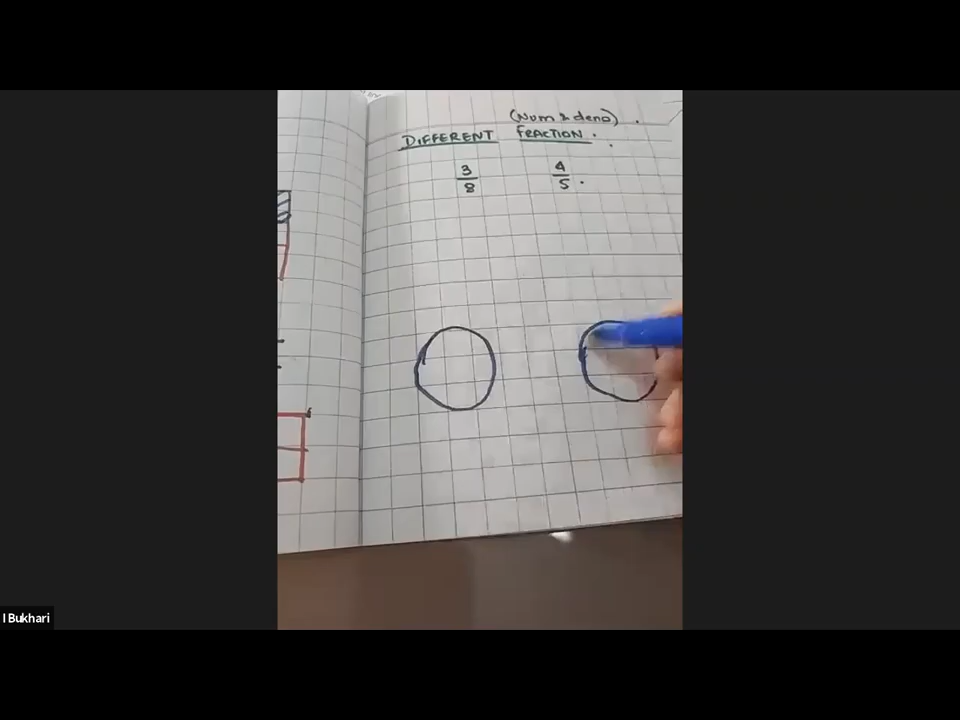 (Num & deno).
DIFFERENT FRACTION.
3/8 4/5.
I Bukhari